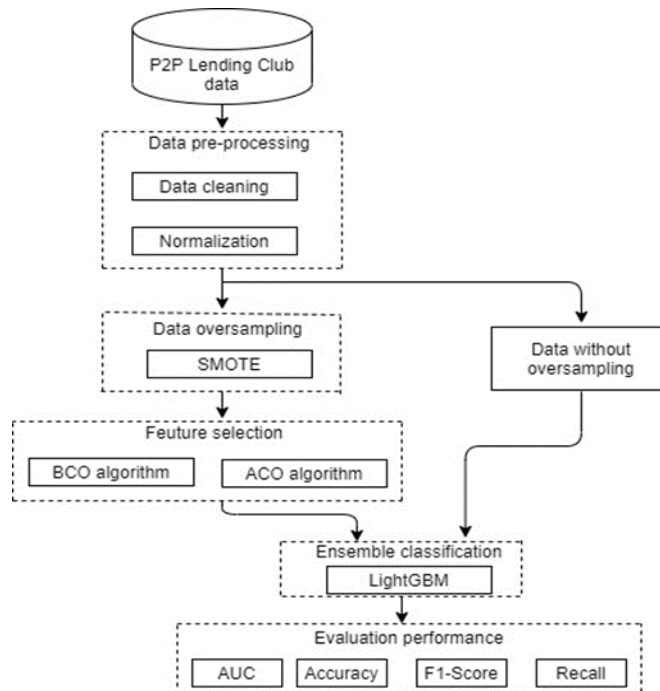 P2P Lending Club
data
Data pre-processing
Data cleaning
Normalization
Data oversampling
SMOTE
Data without
oversampling
Feuture selection
BCO algorithm
ACO algorithm
Ensemble classification
LightGBM
Evaluation performance
AUC
Accuracy
F1-Score
Recall